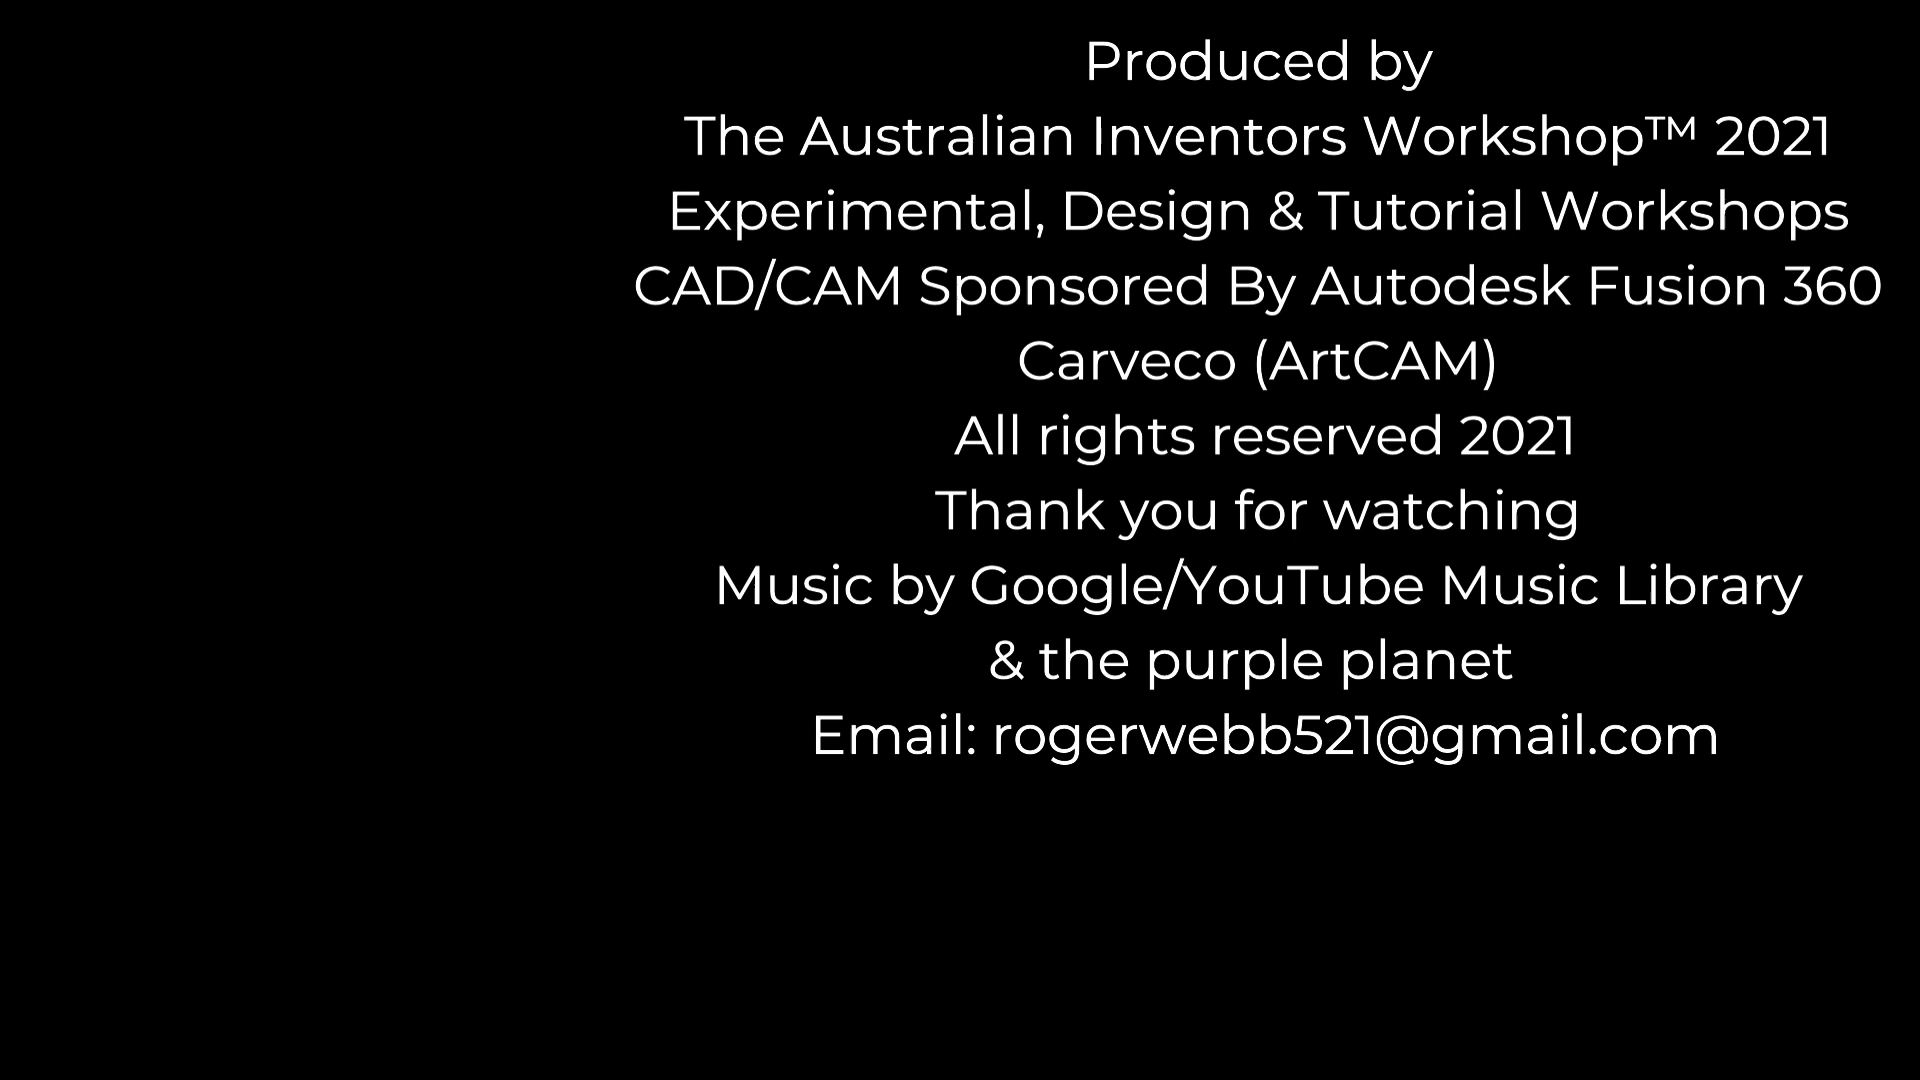 Produced by
The Australian Inventors Workshop™ 2021
Experimental, Design & Tutorial Workshops
CAD/CAM Sponsored By Autodesk Fusion 360
Carveco (ArtCAM)
All rights reserved 2021
Thank you for watching
Music by Google/YouTube Music Library
& the purple planet
Email: rogerwebb521@gmail.com